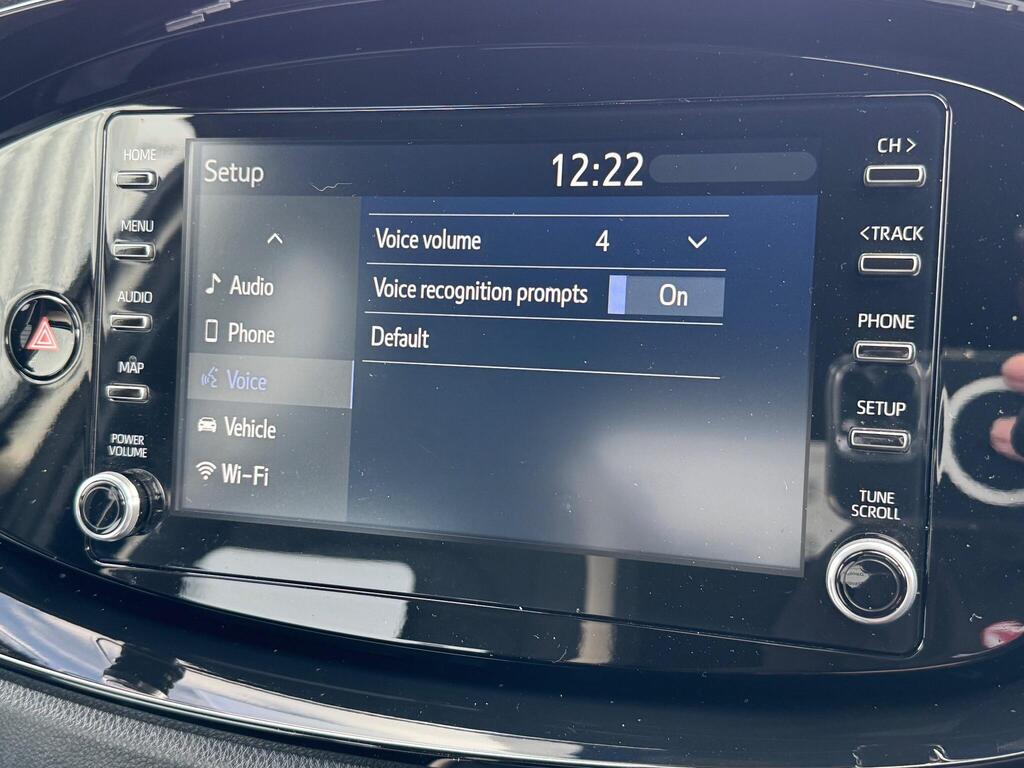 HOME
MENU
AUDIO
MAP
POWER
VOLUME
Setup
12:22
Audio
Phone
Voice
Vehicle
Wi-Fi
Voice volume 4
Voice recognition prompts On
Default
CH >
<TRACK
PHONE
SETUP
TUNE
SCROLL